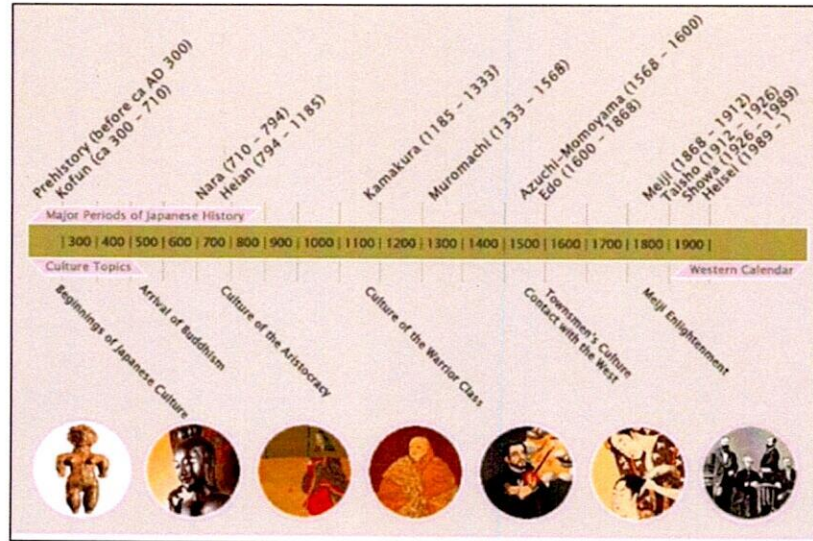 Prehistory (before ca AD 300)
Kofun (ca 300 – 710)
Nara (710 – 794)
Heian (794 – 1185)
Kamakura (1185 – 1333)
Muromachi (1333 – 1568)
Azuchi-Momoyama (1568 – 1600)
Edo (1600 – 1868)
Meiji (1868 – 1912)
Taisho (1912 – 1926)
Showa (1926 – 1989)
Heisei (1989 – )
Major Periods of Japanese History
| 300 | 400 | 500 | 600 | 700 | 800 | 900 | 1000 | 1100 | 1200 | 1300 | 1400 | 1500 | 1600 | 1700 | 1800 | 1900 |
Culture Topics
Western Calendar
Beginnings of Japanese Culture
Arrival of Buddhism
Culture of the Aristocracy
Culture of the Warrior Class
Townsmen's Culture
Contact with the West
Meiji Enlightenment